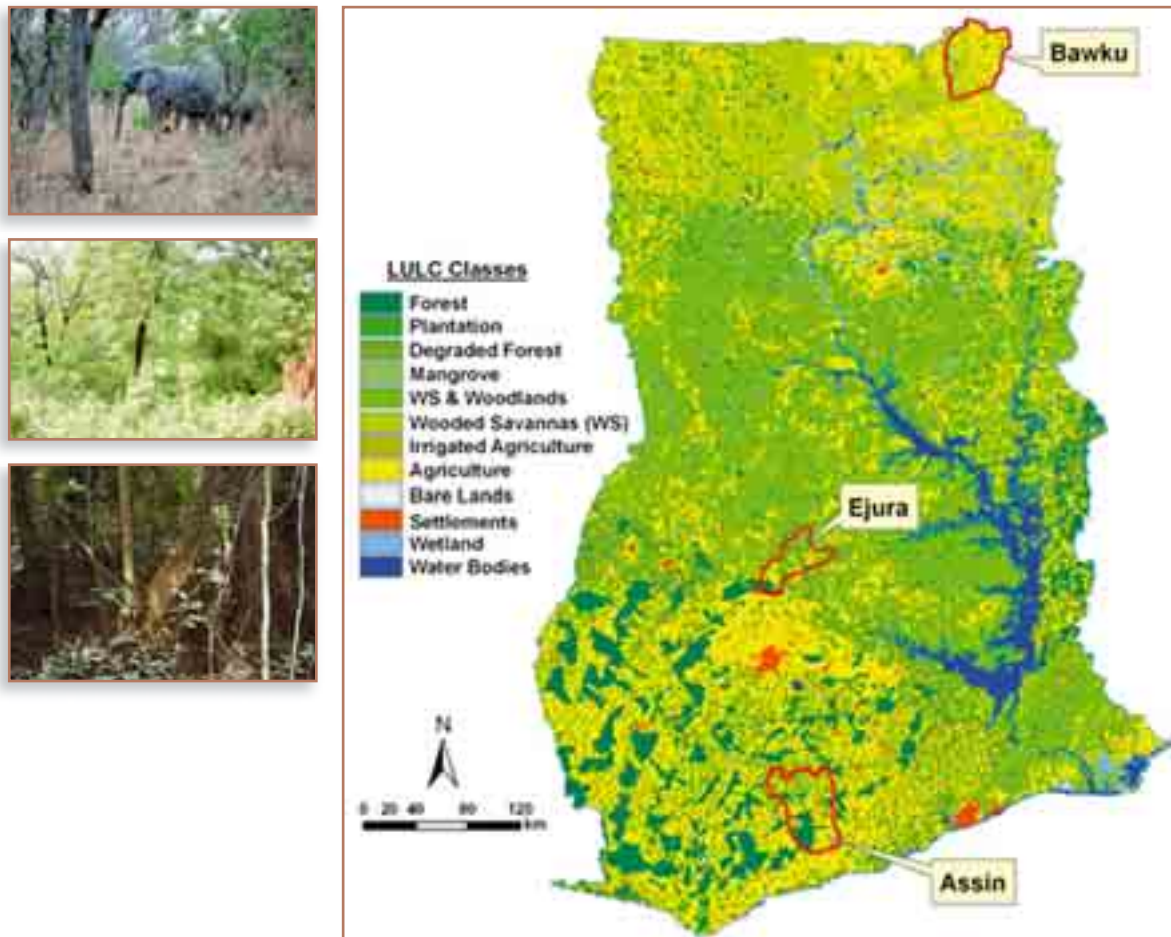 Bawku
LULC Classes
Forest
Plantation
Degraded Forest
Mangrove
WS & Woodlands
Wooded Savannas (WS)
Irrigated Agriculture
Agriculture
Bare Lands
Settlements
Wetland
Water Bodies
Ejura
N
0 20 40 80 120
km
Assin